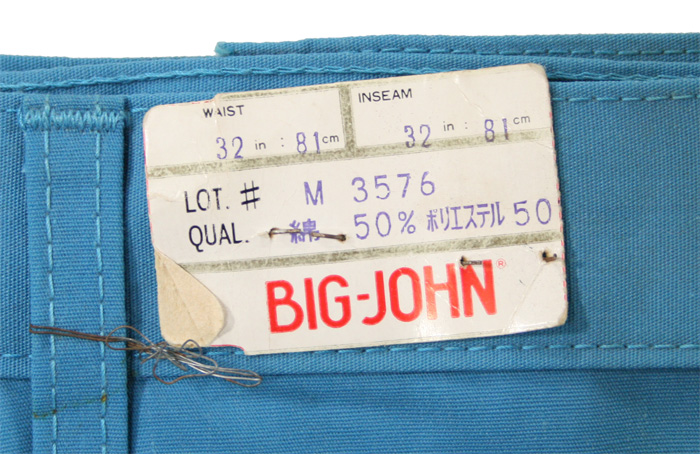 WAIST INSEAM
32 in : 81 cm 32 in : 81 cm
LOT. # M 3576
QUAL. 綿 50% ポリエステル 50
BIG-JOHN®